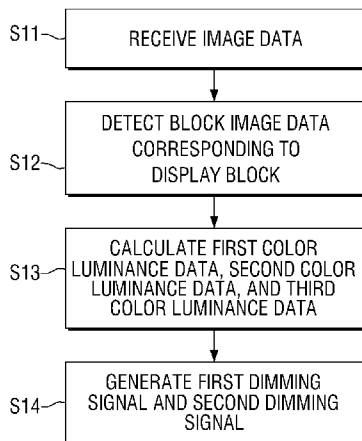 S11
RECEIVE IMAGE DATA
S12
DETECT BLOCK IMAGE DATA
CORRESPONDING TO
DISPLAY BLOCK
S13
CALCULATE FIRST COLOR
LUMINANCE DATA, SECOND COLOR
LUMINANCE DATA, AND THIRD
COLOR LUMINANCE DATA
S14
GENERATE FIRST DIMMING
SIGNAL AND SECOND DIMMING
SIGNAL